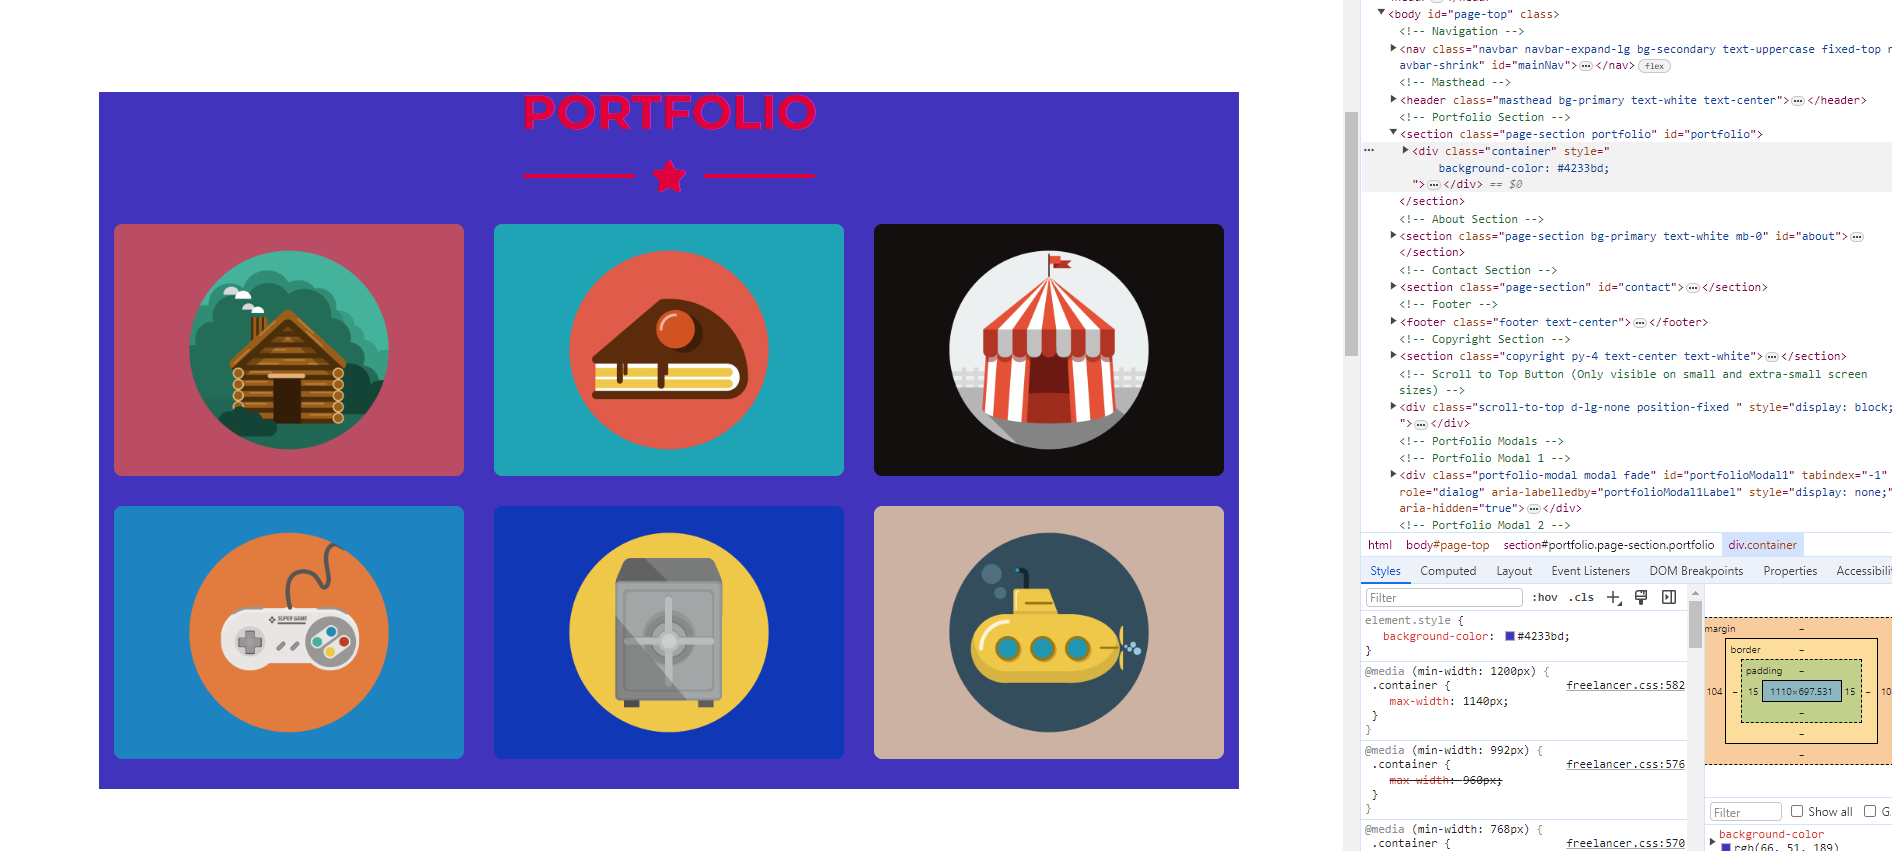 PORTFOLIO
SUPER GAME
<body id="page-top" class>
<!-- Navigation -->
<nav class="navbar navbar-expand-lg bg-secondary text-uppercase fixed-top n
avbar-shrink" id="mainNav"> ••• </nav> flex
<!-- Masthead -->
<header class="masthead bg-primary text-white text-center"> ••• </header>
<!-- Portfolio Section -->
<section class="page-section portfolio" id="portfolio">
••• <div class="container" style="
background-color: #4233bd;
"> ••• </div> == $0
</section>
<!-- About Section -->
<section class="page-section bg-primary text-white mb-0" id="about"> •••
</section>
<!-- Contact Section -->
<section class="page-section" id="contact"> ••• </section>
<!-- Footer -->
<footer class="footer text-center"> ••• </footer>
<!-- Copyright Section -->
<section class="copyright py-4 text-center text-white"> ••• </section>
<!-- Scroll to Top Button (Only visible on small and extra-small screen
sizes) -->
<div class="scroll-to-top d-lg-none position-fixed " style="display: block;
"> ••• </div>
<!-- Portfolio Modals -->
<!-- Portfolio Modal 1 -->
<div class="portfolio-modal modal fade" id="portfolioModal1" tabindex="-1"
role="dialog" aria-labelledby="portfolioModal1Label" style="display: none;"
aria-hidden="true"> ••• </div>
<!-- Portfolio Modal 2 -->
html body#page-top section#portfolio.page-section.portfolio div.container
Styles Computed Layout Event Listeners DOM Breakpoints Properties Accessibili
Filter :hov .cls
element.style {
background-color: #4233bd;
}
@media (min-width: 1200px) {
.container { freelancer.css:582
max-width: 1140px;
}
}
@media (min-width: 992px) {
.container { freelancer.css:576
max-width: 960px;
}
}
@media (min-width: 768px) {
.container { freelancer.css:570
margin –
border –
padding –
104 – 15 1110×697.531 15 – 10
–
–
–
Filter Show all G
background-color
rgb(66, 51, 189)